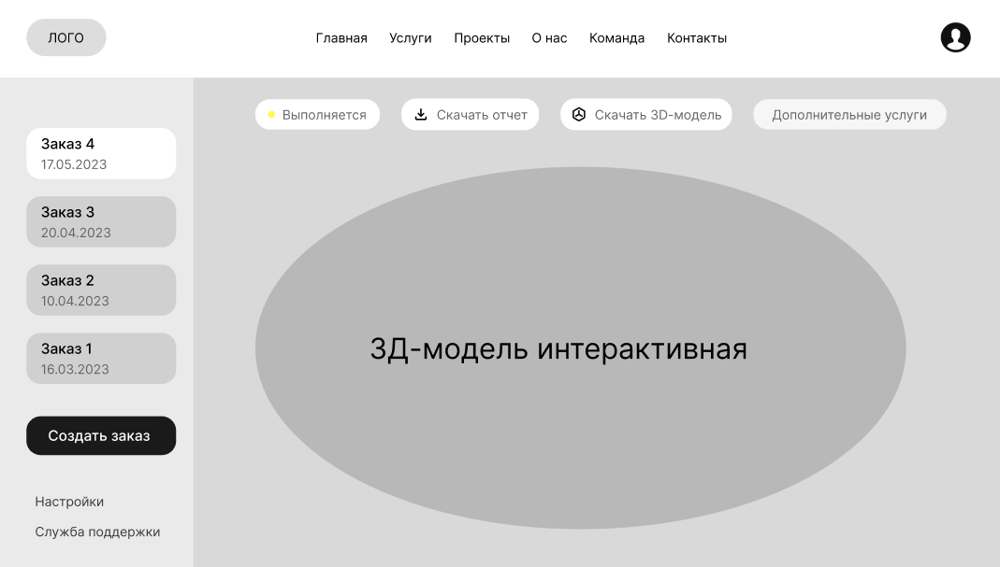 ЛОГО
Главная Услуги Проекты О нас Команда Контакты
Выполняется
Скачать отчет
Скачать 3D-модель
Дополнительные услуги
Заказ 4
17.05.2023
Заказ 3
20.04.2023
Заказ 2
10.04.2023
Заказ 1
16.03.2023
Создать заказ
Настройки
Служба поддержки
3Д-модель интерактивная